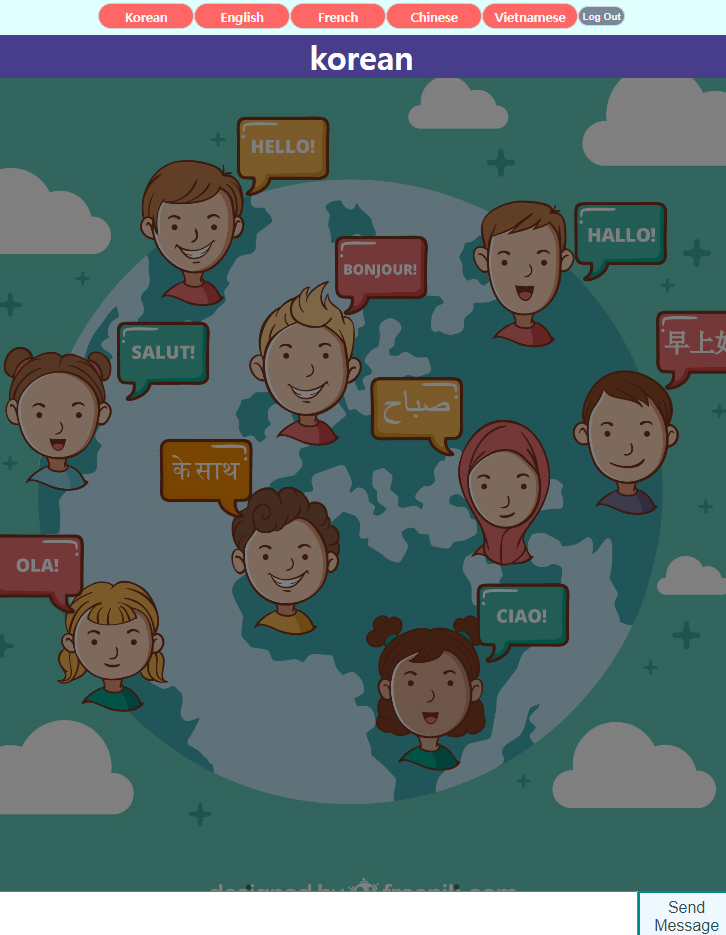 Korean English French Chinese Vietnamese Log Out
korean
HELLO!
HALLO!
BONJOUR!
SALUT!
早上
صباح
के साथ
OLA!
CIAO!
designed by freepik.com
Send
Message